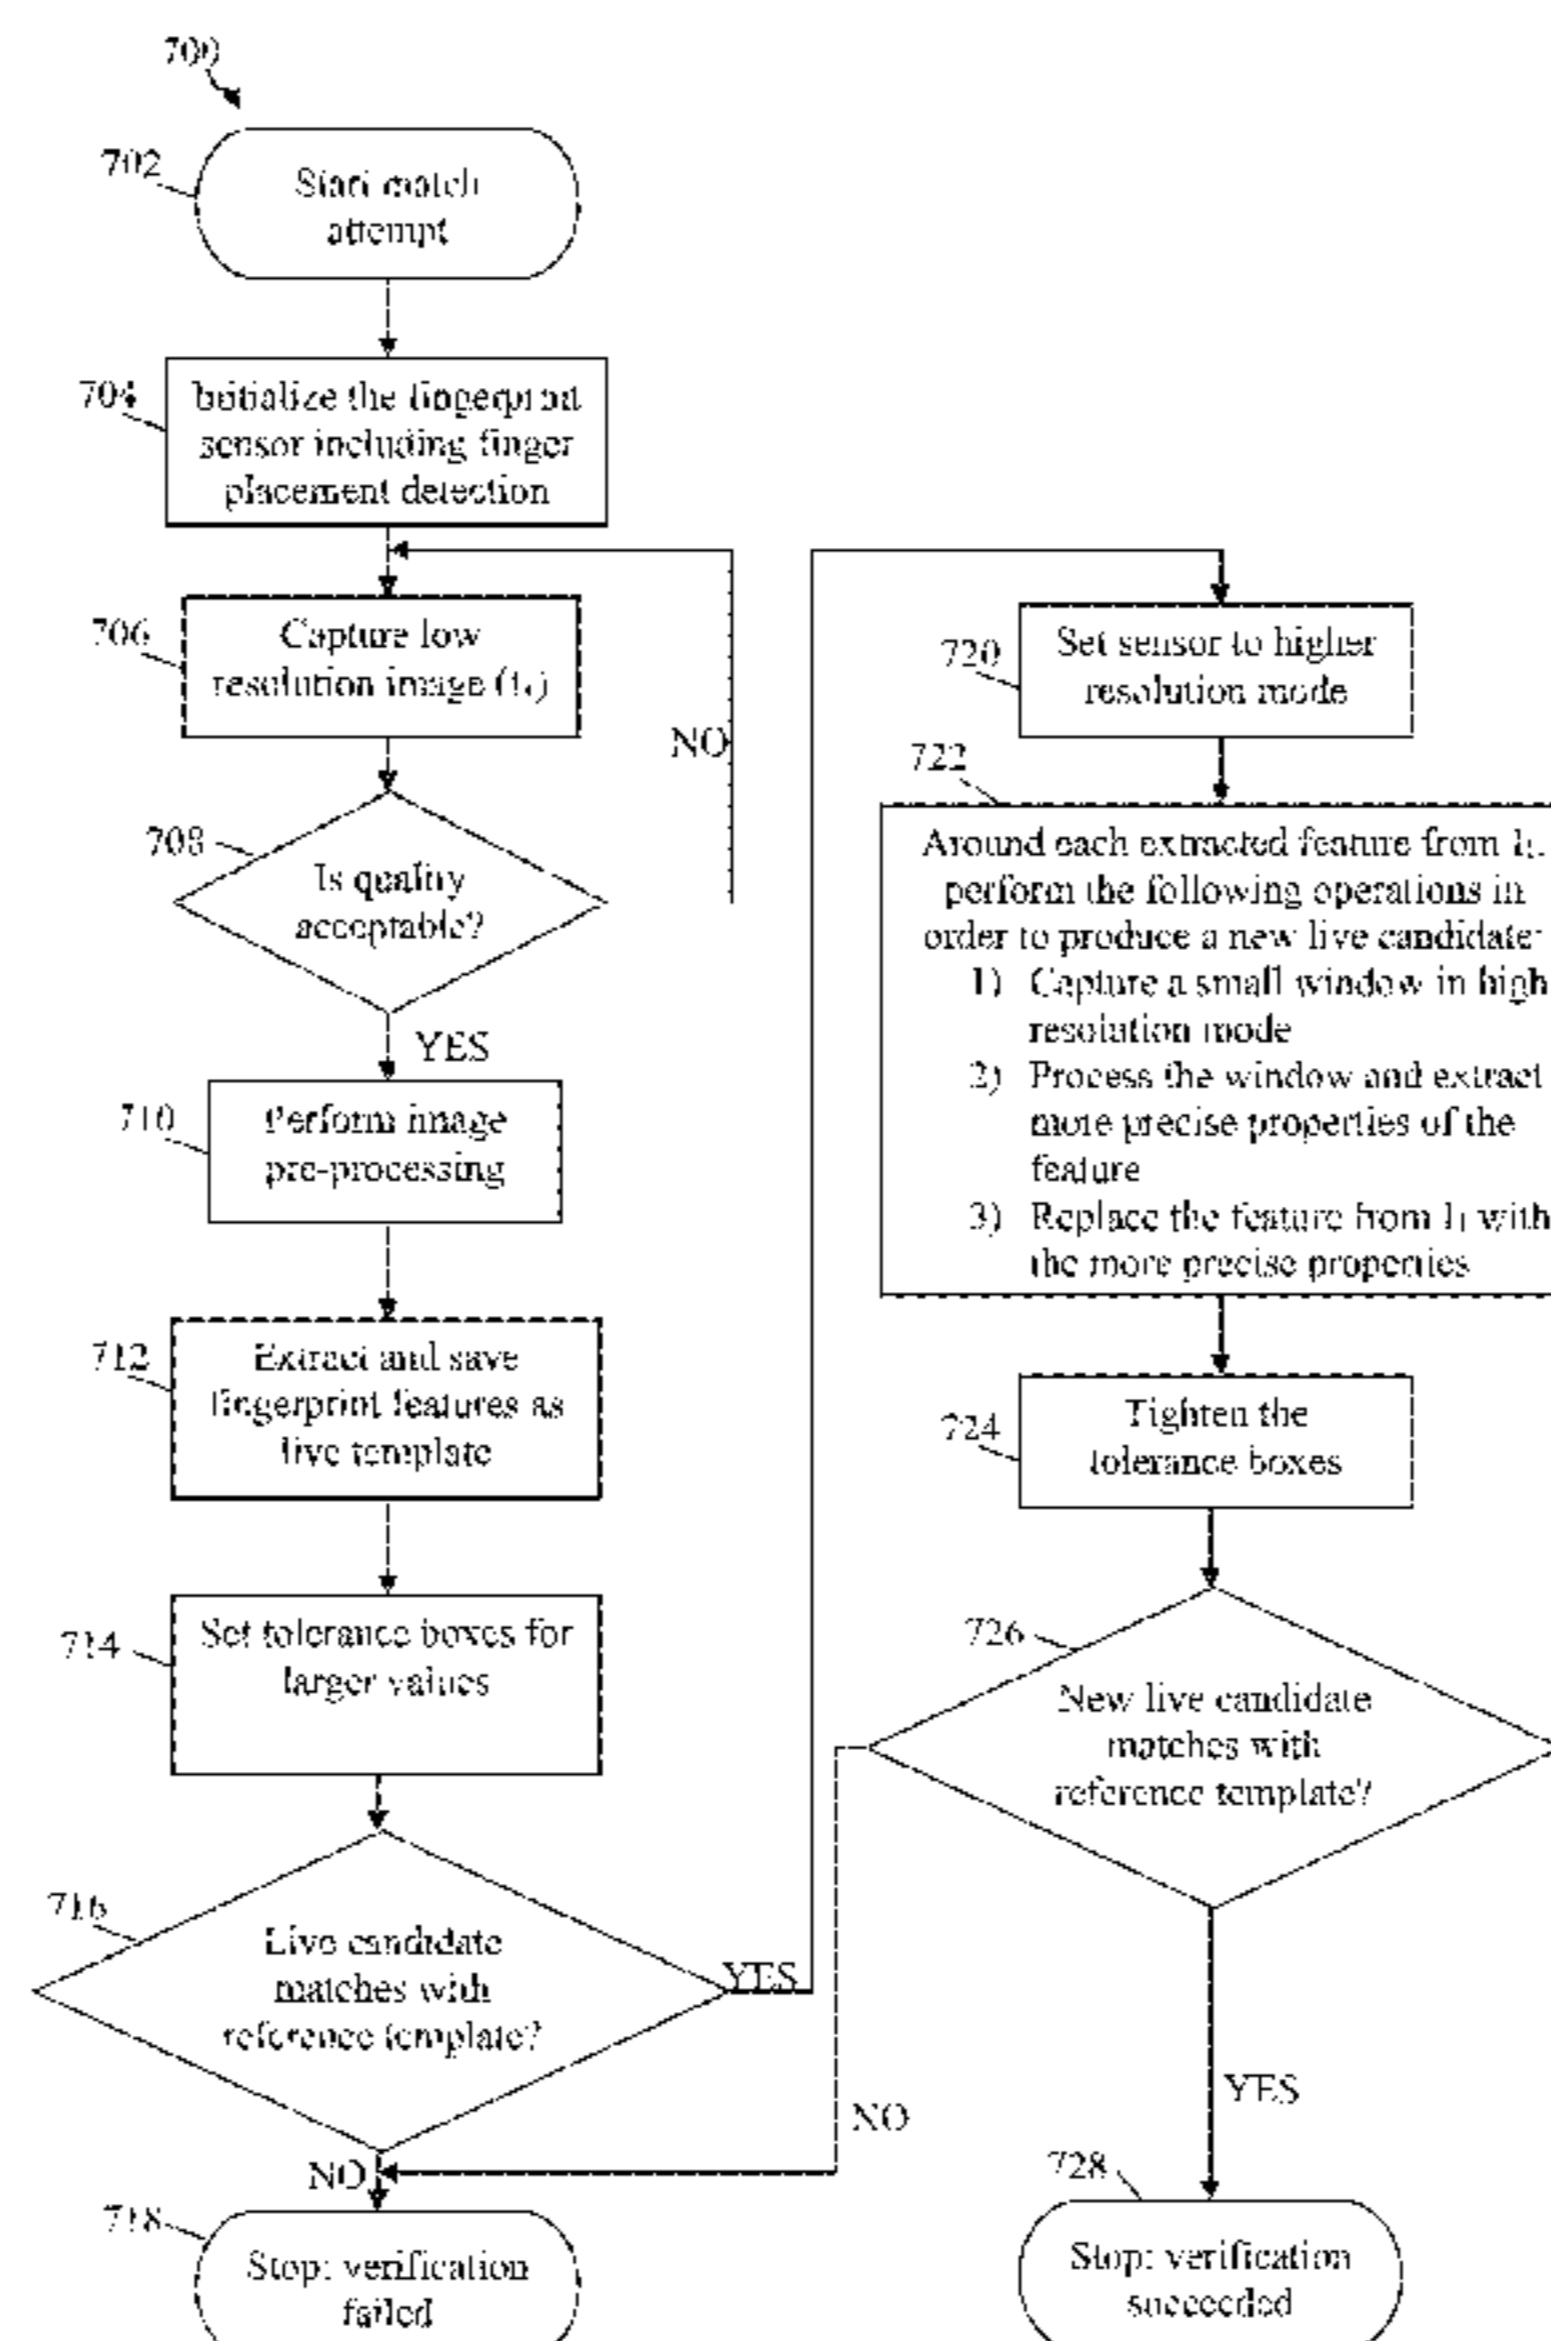 700
702
Start match
attempt
704
Initialize the fingerprint
sensor including finger
placement detection
706
Capture low
resolution image (I_L)
NO
708
Is quality
acceptable?
YES
710
Perform image
pre-processing
712
Extract and save
fingerprint features as
live template
714
Set tolerance boxes for
larger values
716
Live candidate
matches with
reference template?
YES
NO
718
Stop: verification
failed
720
Set sensor to higher
resolution mode
722
Around each extracted feature from I_L
perform the following operations in
order to produce a new live candidate:
1) Capture a small window in high
resolution mode
2) Process the window and extract
more precise properties of the
feature
3) Replace the feature from I_L with
the more precise properties
724
Tighten the
tolerance boxes
726
New live candidate
matches with
reference template?
NO
YES
728
Stop: verification
succeeded